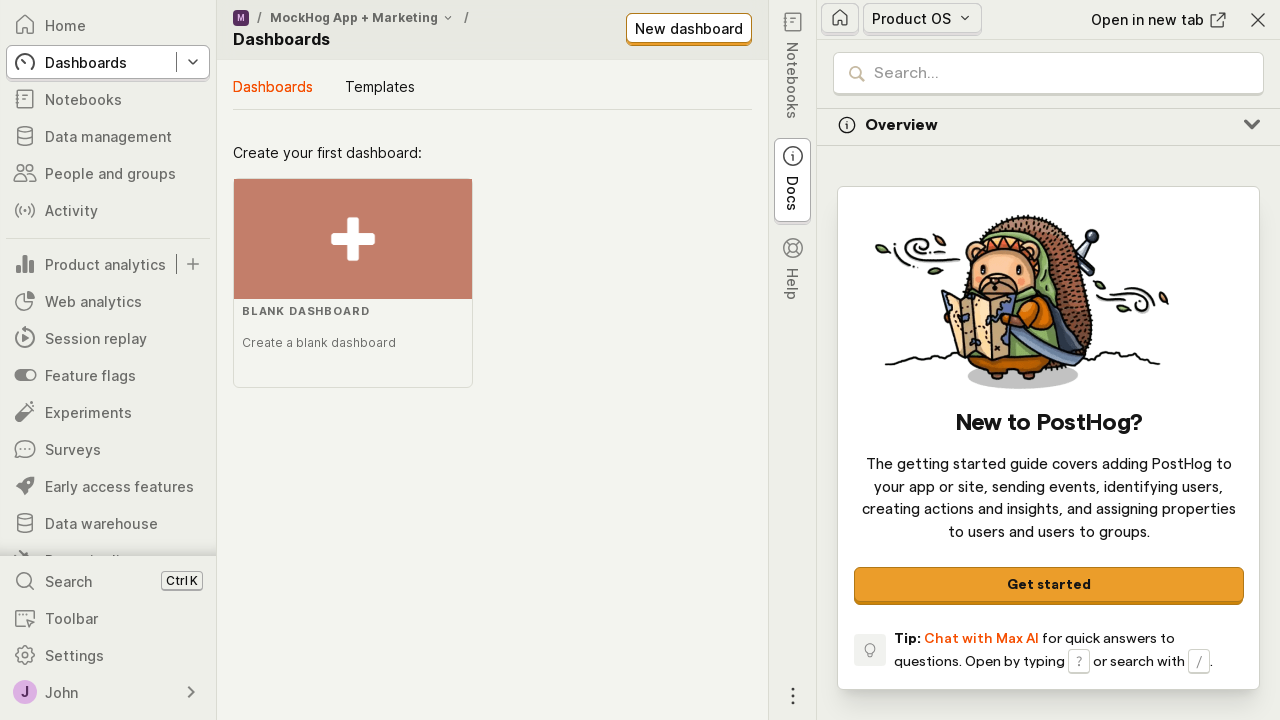 Home
Dashboards
Notebooks
Data management
People and groups
Activity
Product analytics
Web analytics
Session replay
Feature flags
Experiments
Surveys
Early access features
Data warehouse
Search Ctrl K
Toolbar
Settings
J John
M / MockHog App + Marketing /
Dashboards
New dashboard
Dashboards Templates
Create your first dashboard:
BLANK DASHBOARD
Create a blank dashboard
Notebooks
Docs
Help
Product OS
Open in new tab
Search...
Overview
New to PostHog?
The getting started guide covers adding PostHog to
your app or site, sending events, identifying users,
creating actions and insights, and assigning properties
to users and users to groups.
Get started
Tip: Chat with Max AI for quick answers to
questions. Open by typing ? or search with / .